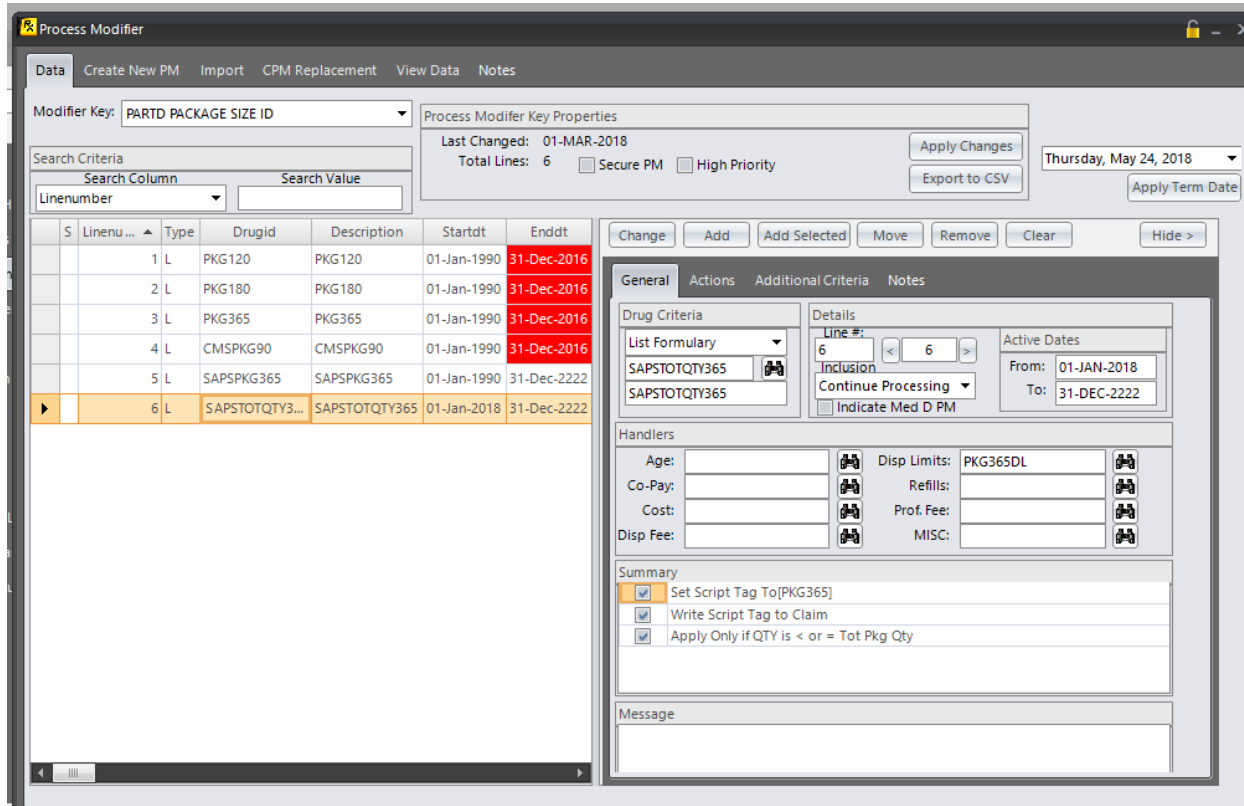 Process Modifier
Data Create New PM Import CPM Replacement View Data Notes
Modifier Key: PARTD PACKAGE SIZE ID
Process Modifer Key Properties
Last Changed: 01-MAR-2018
Total Lines: 6 Secure PM High Priority
Apply Changes
Export to CSV
Thursday, May 24, 2018
Apply Term Date
Search Criteria
Search Column Search Value
Linenumber
S Linenu ... Type Drugid Description Startdt Enddt
1 L PKG120 PKG120 01-Jan-1990 31-Dec-2016
2 L PKG180 PKG180 01-Jan-1990 31-Dec-2016
3 L PKG365 PKG365 01-Jan-1990 31-Dec-2016
4 L CMSPKG90 CMSPKG90 01-Jan-1990 31-Dec-2016
5 L SAPSPKG365 SAPSPKG365 01-Jan-1990 31-Dec-2222
6 L SAPSTOTQTY3... SAPSTOTQTY365 01-Jan-2018 31-Dec-2222
Change Add Add Selected Move Remove Clear Hide >
General Actions Additional Criteria Notes
Drug Criteria
List Formulary
SAPSTOTQTY365
SAPSTOTQTY365
Details
Line #:
6 < 6 >
Inclusion
Continue Processing
Indicate Med D PM
Active Dates
From: 01-JAN-2018
To: 31-DEC-2222
Handlers
Age: Disp Limits: PKG365DL
Co-Pay: Refills:
Cost: Prof. Fee:
Disp Fee: MISC:
Summary
Set Script Tag To[PKG365]
Write Script Tag to Claim
Apply Only if QTY is < or = Tot Pkg Qty
Message